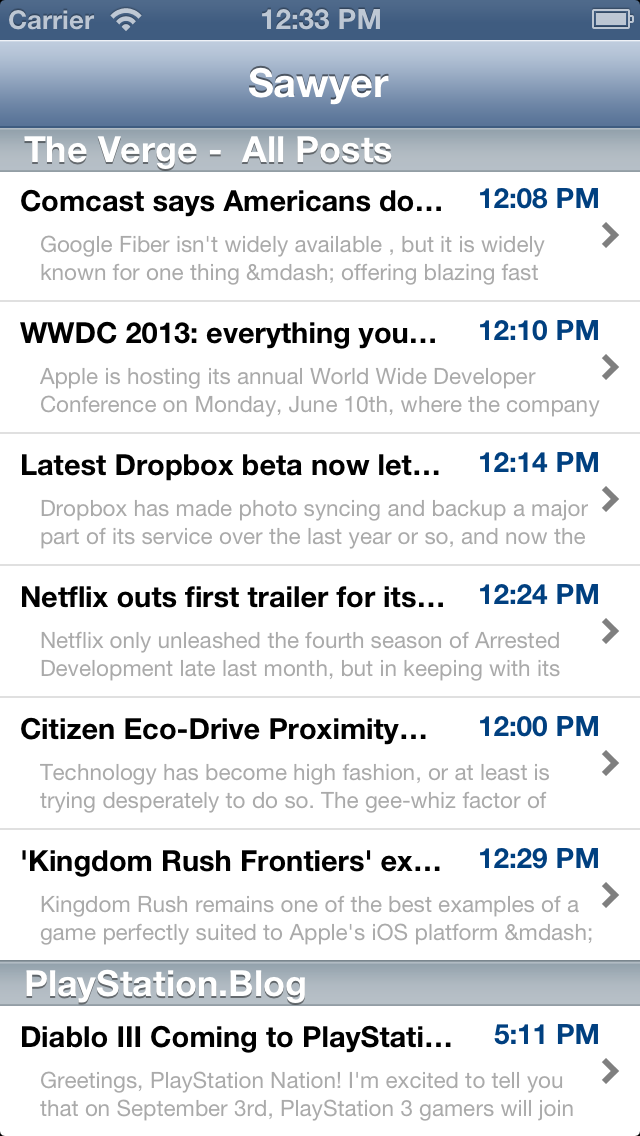 Carrier 12:33 PM
Sawyer
The Verge - All Posts
Comcast says Americans do... 12:08 PM
Google Fiber isn't widely available , but it is widely
known for one thing &mdash; offering blazing fast
WWDC 2013: everything you... 12:10 PM
Apple is hosting its annual World Wide Developer
Conference on Monday, June 10th, where the company
Latest Dropbox beta now let... 12:14 PM
Dropbox has made photo syncing and backup a major
part of its service over the last year or so, and now the
Netflix outs first trailer for its... 12:24 PM
Netflix only unleashed the fourth season of Arrested
Development late last month, but in keeping with its
Citizen Eco-Drive Proximity... 12:00 PM
Technology has become high fashion, or at least is
trying desperately to do so. The gee-whiz factor of
'Kingdom Rush Frontiers' ex... 12:29 PM
Kingdom Rush remains one of the best examples of a
game perfectly suited to Apple's iOS platform &mdash;
PlayStation.Blog
Diablo III Coming to PlayStati... 5:11 PM
Greetings, PlayStation Nation! I'm excited to tell you
that on September 3rd, PlayStation 3 gamers will join